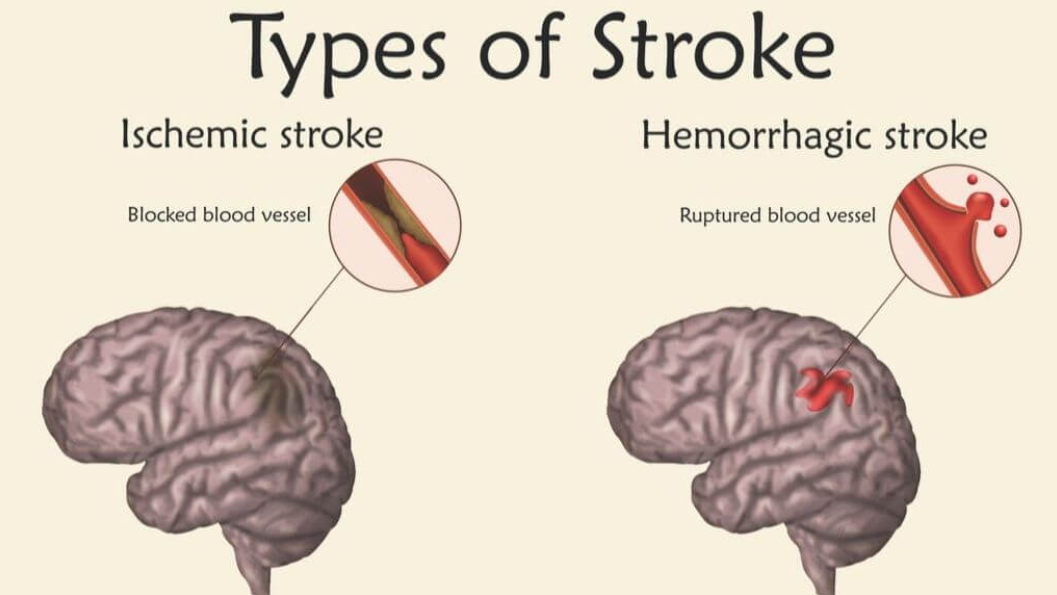 Types of Stroke
Ischemic stroke
Blocked blood vessel
Hemorrhagic stroke
Ruptured blood vessel